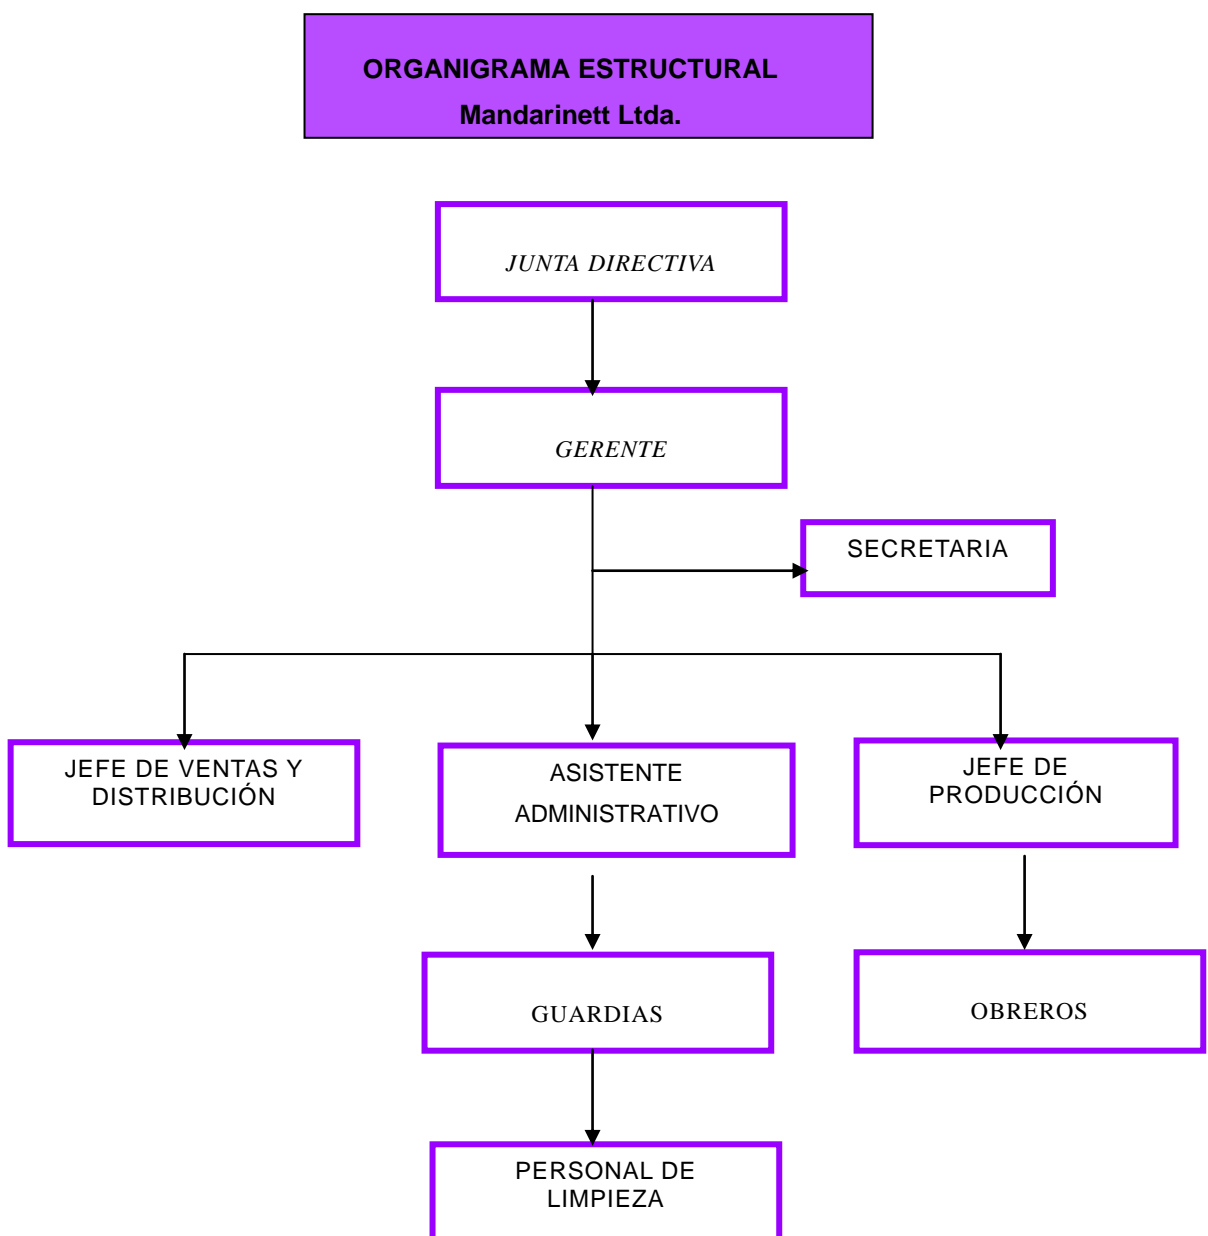 ORGANIGRAMA ESTRUCTURAL
Mandarinett Ltda.
JUNTA DIRECTIVA
GERENTE
SECRETARIA
JEFE DE VENTAS Y
DISTRIBUCIÓN
ASISTENTE
ADMINISTRATIVO
JEFE DE
PRODUCCIÓN
GUARDIAS
OBREROS
PERSONAL DE
LIMPIEZA